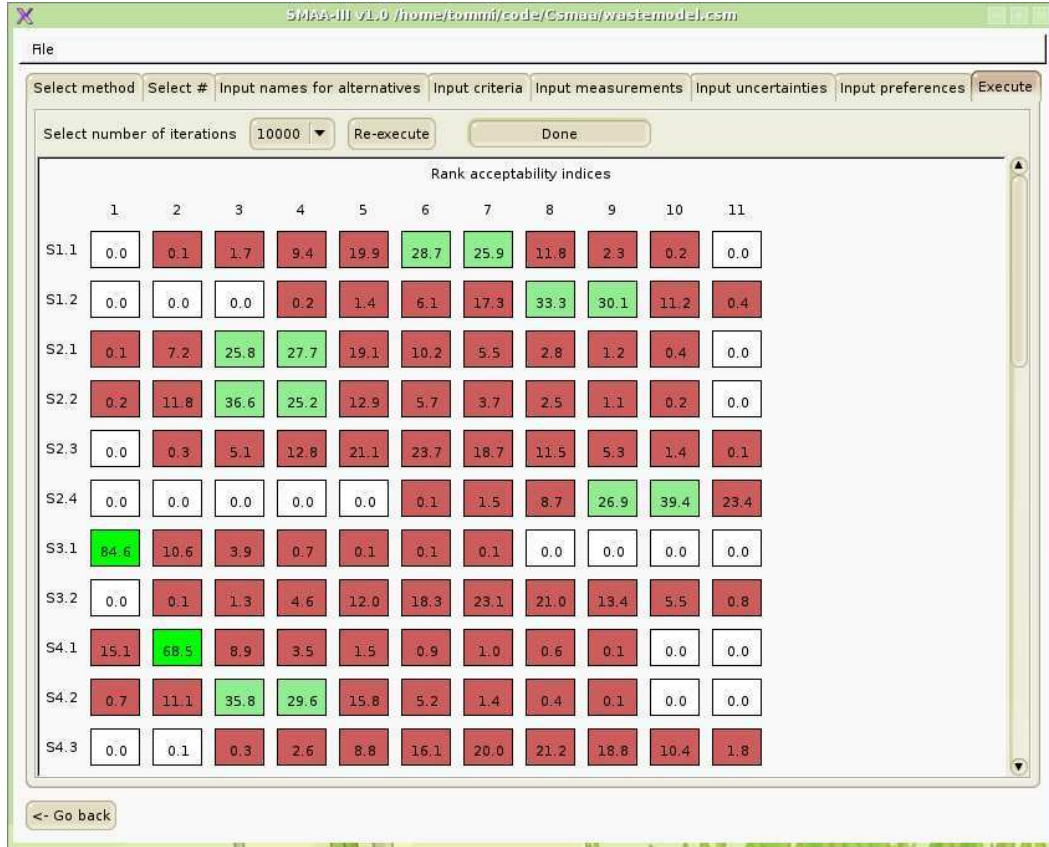 SMAA-III v1.0 /home/tommi/code/Csmaa/wastemodel.csm
File
Select method Select # Input names for alternatives Input criteria Input measurements Input uncertainties Input preferences Execute
Select number of iterations 10000 Re-execute Done
Rank acceptability indices
1 2 3 4 5 6 7 8 9 10 11
S1.1 0.0 0.1 1.7 9.4 19.9 28.7 25.9 11.8 2.3 0.2 0.0
S1.2 0.0 0.0 0.0 0.2 1.4 6.1 17.3 33.3 30.1 11.2 0.4
S2.1 0.1 7.2 25.8 27.7 19.1 10.2 5.5 2.8 1.2 0.4 0.0
S2.2 0.2 11.8 36.6 25.2 12.9 5.7 3.7 2.5 1.1 0.2 0.0
S2.3 0.0 0.3 5.1 12.8 21.1 23.7 18.7 11.5 5.3 1.4 0.1
S2.4 0.0 0.0 0.0 0.0 0.0 0.1 1.5 8.7 26.9 39.4 23.4
S3.1 84.6 10.6 3.9 0.7 0.1 0.1 0.1 0.0 0.0 0.0 0.0
S3.2 0.0 0.1 1.3 4.6 12.0 18.3 23.1 21.0 13.4 5.5 0.8
S4.1 15.1 68.5 8.9 3.5 1.5 0.9 1.0 0.6 0.1 0.0 0.0
S4.2 0.7 11.1 35.8 29.6 15.8 5.2 1.4 0.4 0.1 0.0 0.0
S4.3 0.0 0.1 0.3 2.6 8.8 16.1 20.0 21.2 18.8 10.4 1.8
<- Go back